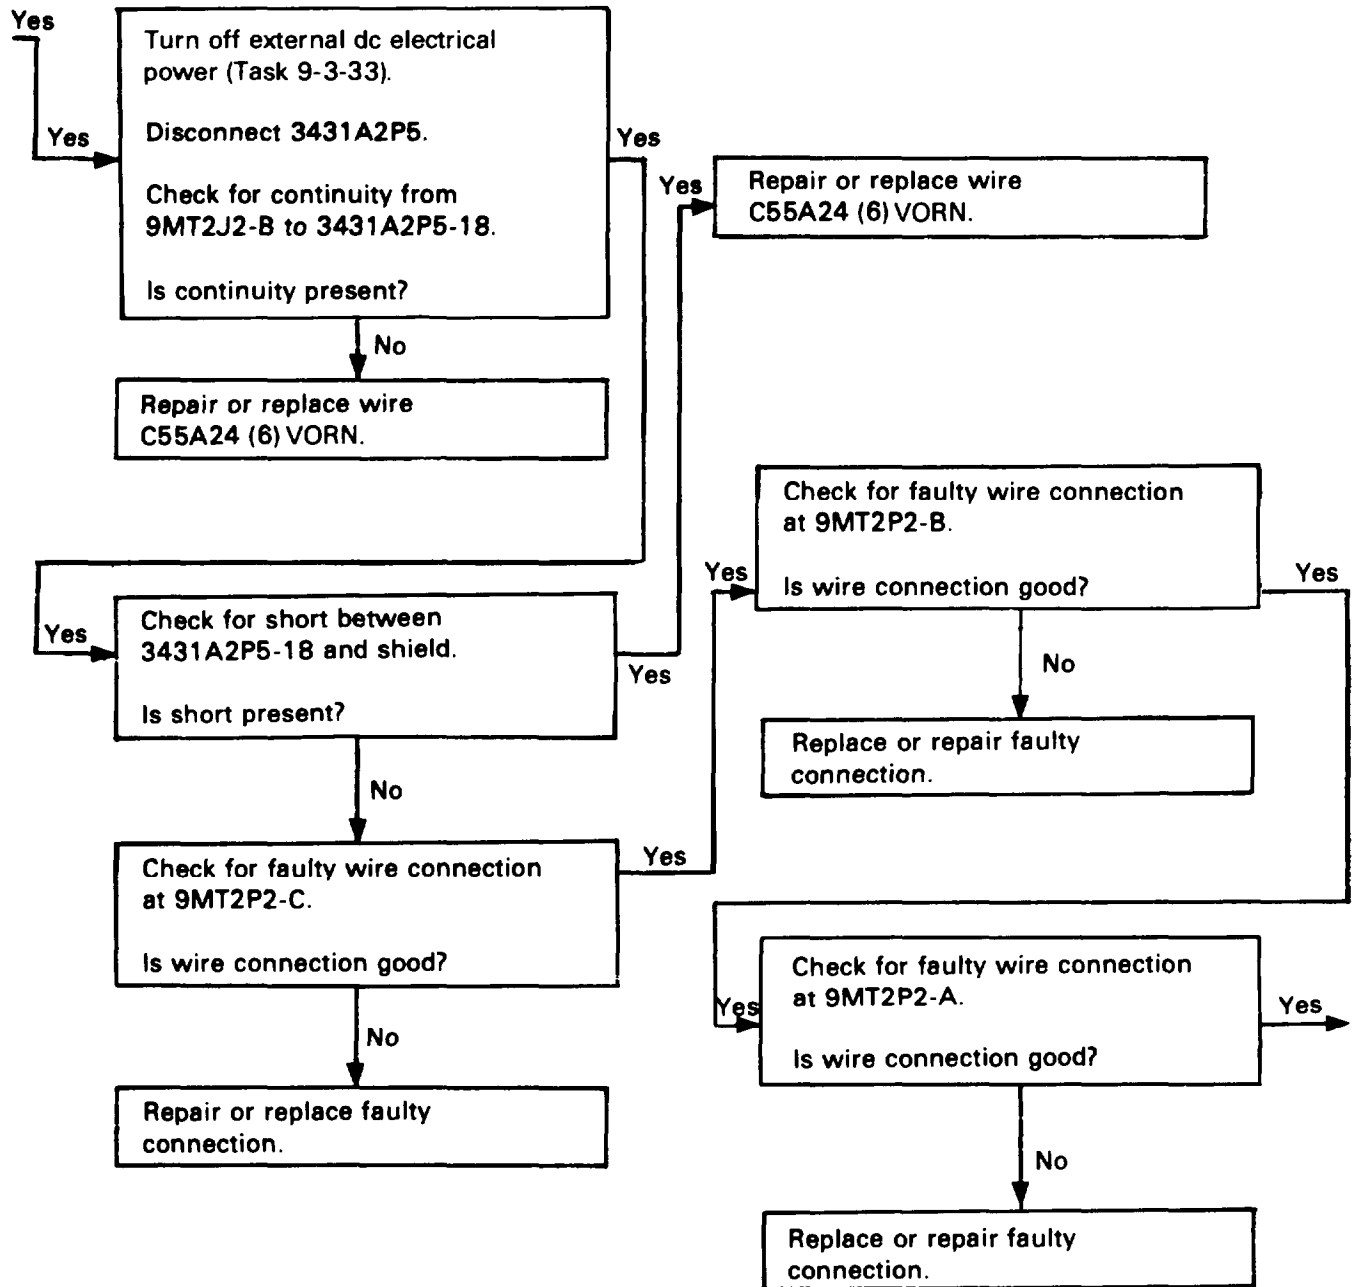 Yes
Turn off external dc electrical
power (Task 9-3-33).
Disconnect 3431A2P5.
Check for continuity from
9MT2J2-B to 3431A2P5-18.
Is continuity present?
Yes
Yes
No
Repair or replace wire
C55A24 (6) VORN.
Yes
Check for short between
3431A2P5-18 and shield.
Is short present?
Yes
Yes
Repair or replace wire
C55A24 (6) VORN.
No
Check for faulty wire connection
at 9MT2P2-C.
Is wire connection good?
Yes
No
Repair or replace faulty
connection.
Yes
Check for faulty wire connection
at 9MT2P2-B.
Is wire connection good?
Yes
No
Replace or repair faulty
connection.
Yes
Check for faulty wire connection
at 9MT2P2-A.
Is wire connection good?
Yes
No
Replace or repair faulty
connection.